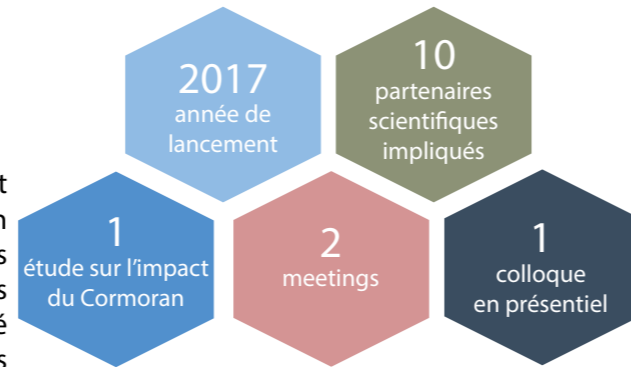 2017
année de
lancement
10
partenaires
scientifiques
impliqués
t
n
s
s
é
s
1
étude sur l’impact
du Cormoran
2
meetings
1
colloque
en présentiel